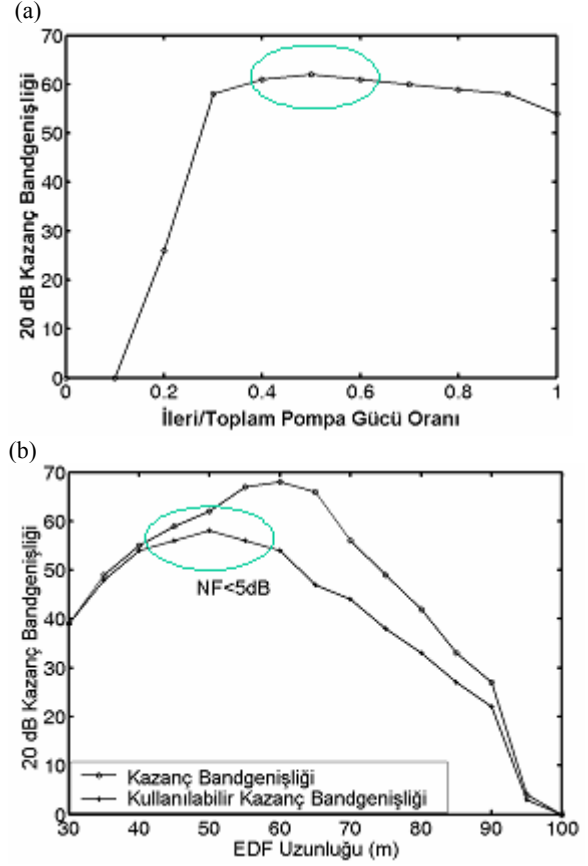 (a)
70
60
50
40
30
20
10
0
20 dB Kazanç Bandgenişliği
0 0.2 0.4 0.6 0.8 1
İleri/Toplam Pompa Gücü Oranı
(b)
70
60
50
40
30
20
10
0
20 dB Kazanç Bandgenişliği
NF<5dB
Kazanç Bandgenişliği
Kullanılabilir Kazanç Bandgenişliği
30 40 50 60 70 80 90 100
EDF Uzunluğu (m)